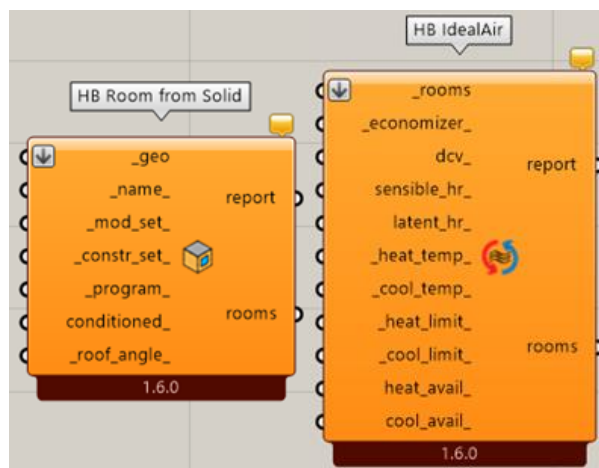 HB Room from Solid
_geo
_name_
_mod_set_
_constr_set_
_program_
conditioned_
_roof_angle_
report
rooms
1.6.0
HB IdealAir
_rooms
_economizer_
dcv_
sensible_hr_
latent_hr_
_heat_temp_
_cool_temp_
_heat_limit_
_cool_limit_
heat_avail_
cool_avail_
report
rooms
1.6.0